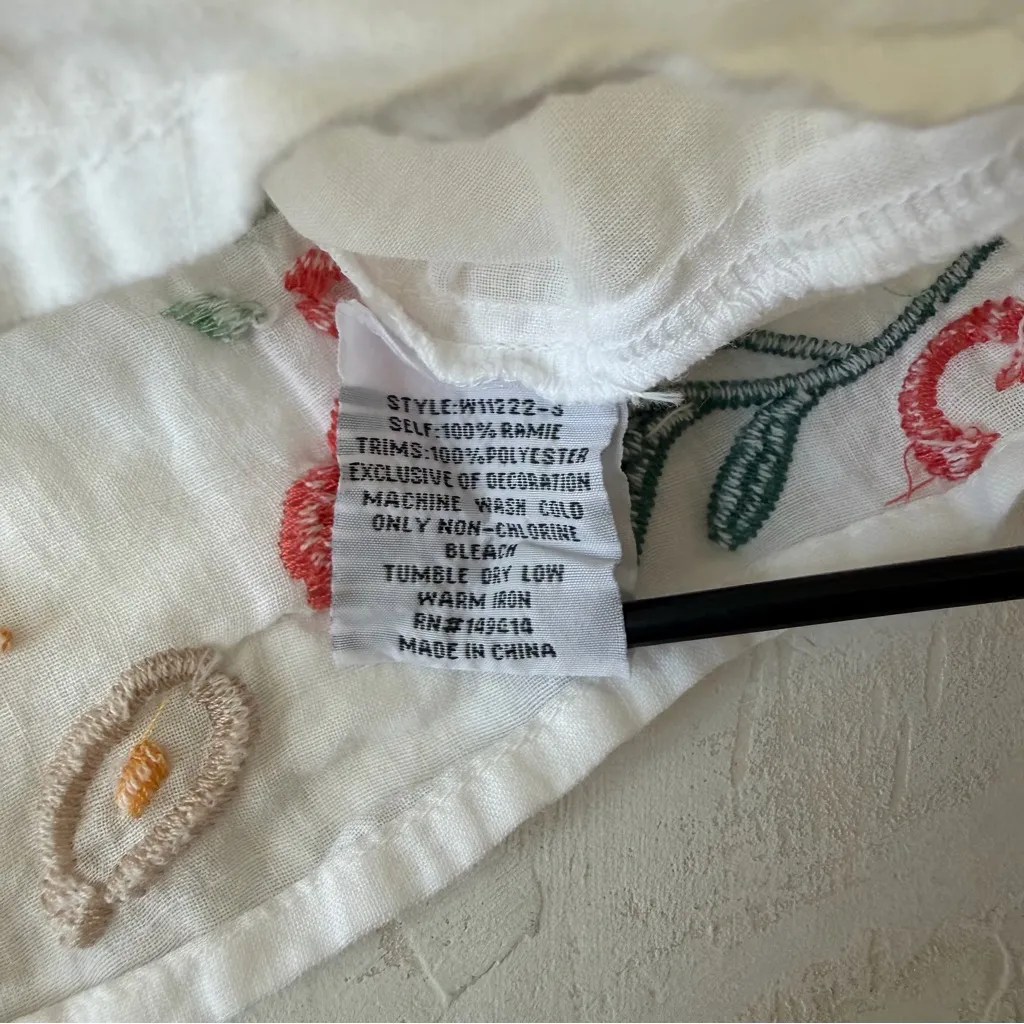 STYLE:W11222-S
SELF:100% RAMIE
TRIMS:100%POLYESTER
EXCLUSIVE OF DECORATION
MACHINE WASH COLD
ONLY NON-CHLORINE
BLEACH
TUMBLE DRY LOW
WARM IRON
RN#149614
MADE IN CHINA